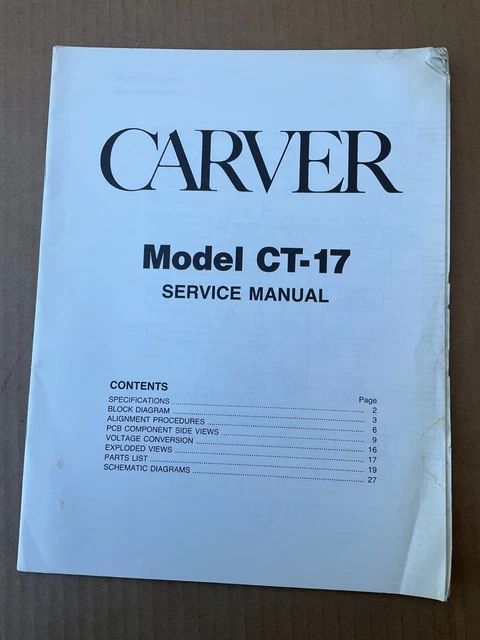 CARVER
Model CT-17
SERVICE MANUAL
CONTENTS
Page
SPECIFICATIONS 2
BLOCK DIAGRAM 3
ALIGNMENT PROCEDURES 6
PCB COMPONENT SIDE VIEWS 9
VOLTAGE CONVERSION 16
EXPLODED VIEWS 17
PARTS LIST 19
SCHEMATIC DIAGRAMS 27